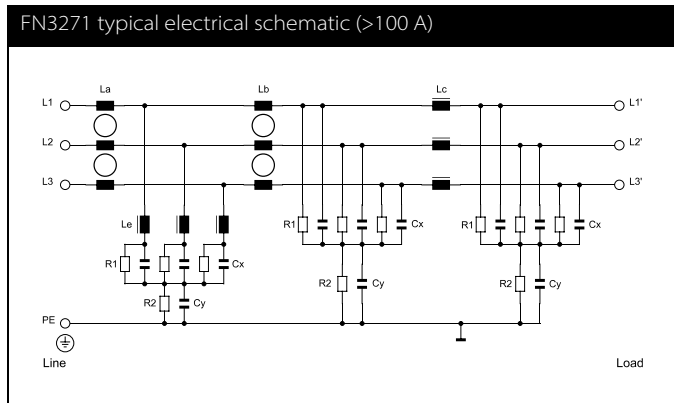 FN3271 typical electrical schematic (>100 A)
La Lb Lc
L1 L1'
L2 L2'
L3 L3'
Le R1 Cx R1 Cx
R1 Cx
R2 Cy R2 Cy
R2 Cy
PE
Line Load